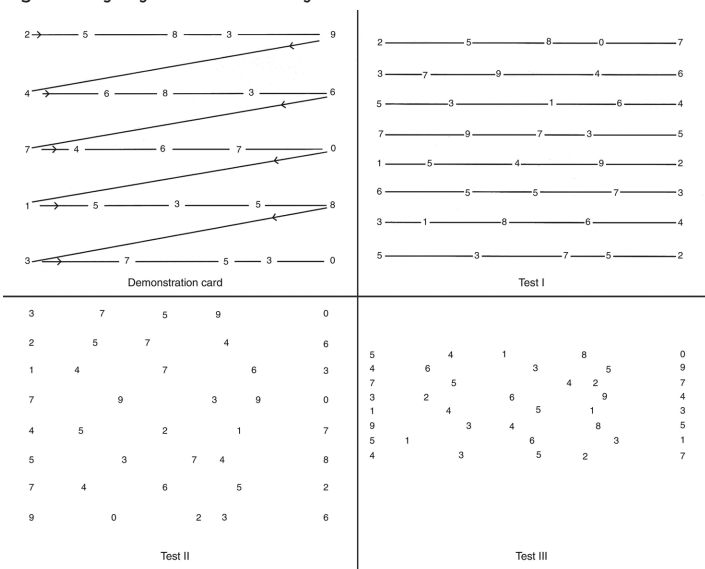 2 5 8 3 9
4 6 8 3 6
7 4 6 7 0
1 5 3 5 8
3 7 5 3 0
Demonstration card
2 5 8 0 7
3 7 9 4 6
5 3 1 6 4
7 9 7 3 5
1 5 4 9 2
6 5 5 7 3
3 1 8 6 4
5 3 7 5 2
Test I
3 7 5 9 0
2 5 7 4 6
1 4 7 6 3
7 9 3 9 0
4 5 2 1 7
5 3 7 4 8
7 4 6 5 2
9 0 2 3 6
Test II
5 4 1 8 0
4 6 3 5 9
7 5 4 2 7
3 2 6 9 4
1 4 5 1 3
9 3 4 8 5
5 1 6 3 1
4 3 5 2 7
Test III